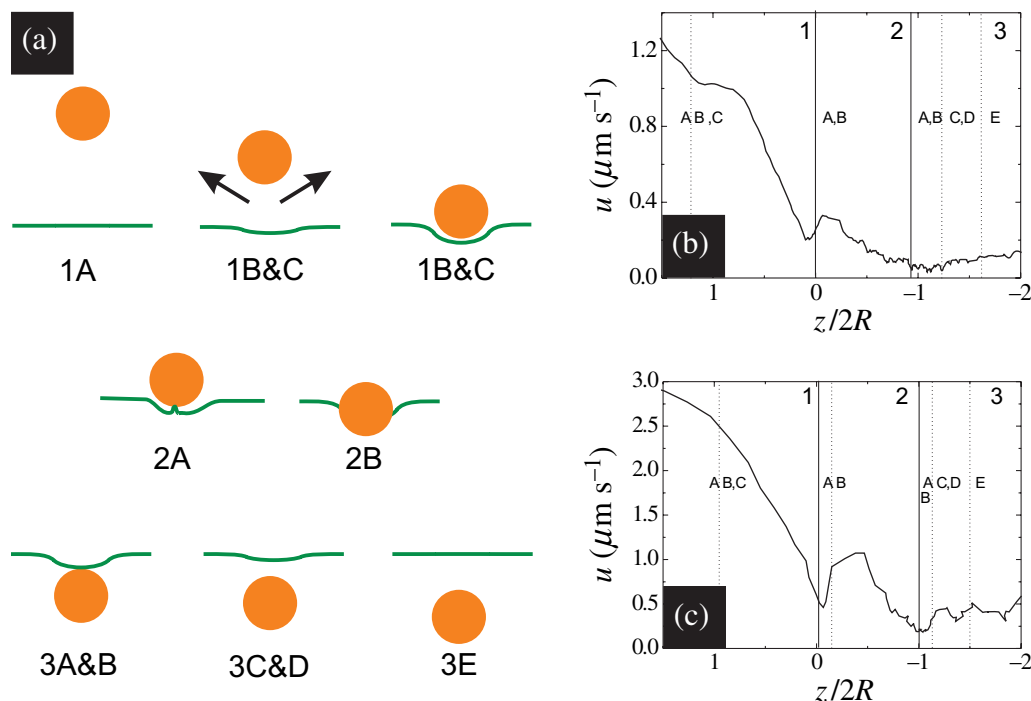 (a)
1A
1B&C
1B&C
2A
2B
3A&B
3C&D
3E
u (μm s⁻¹)
1.2
0.8
0.4
0.0
1
2
3
A B ,C
A,B
A,B
C,D
E
(b)
1
0
−1
−2
z/2R
u (μm s⁻¹)
3.0
2.5
2.0
1.5
1.0
0.5
0.0
1
2
3
A B,C
A B
A C,D
B
E
(c)
1
0
−1
−2
z/2R